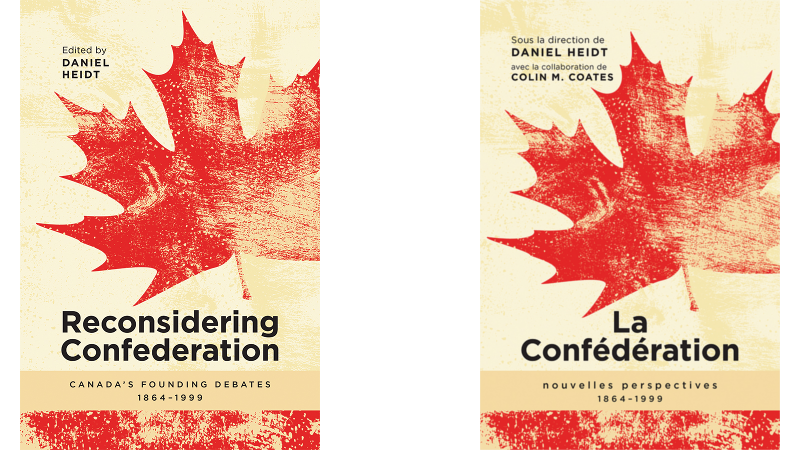 Edited by
DANIEL
HEIDT
Reconsidering
Confederation
CANADA'S FOUNDING DEBATES
1864–1999
Sous la direction de
DANIEL HEIDT
avec la collaboration de
COLIN M. COATES
La
Confédération
nouvelles perspectives
1864–1999